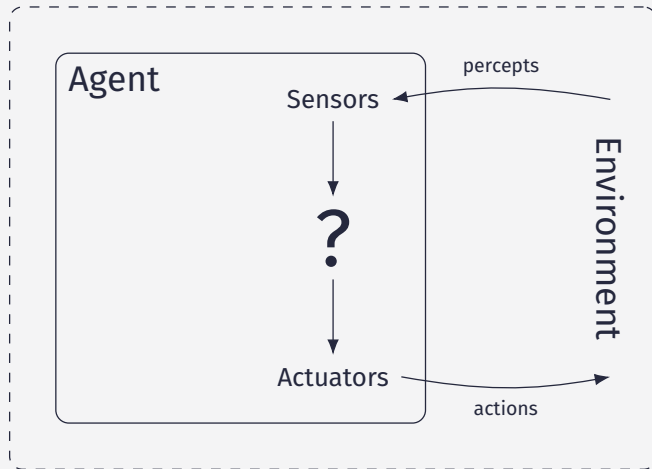 Agent
percepts
Sensors
Environment
?
Actuators
actions